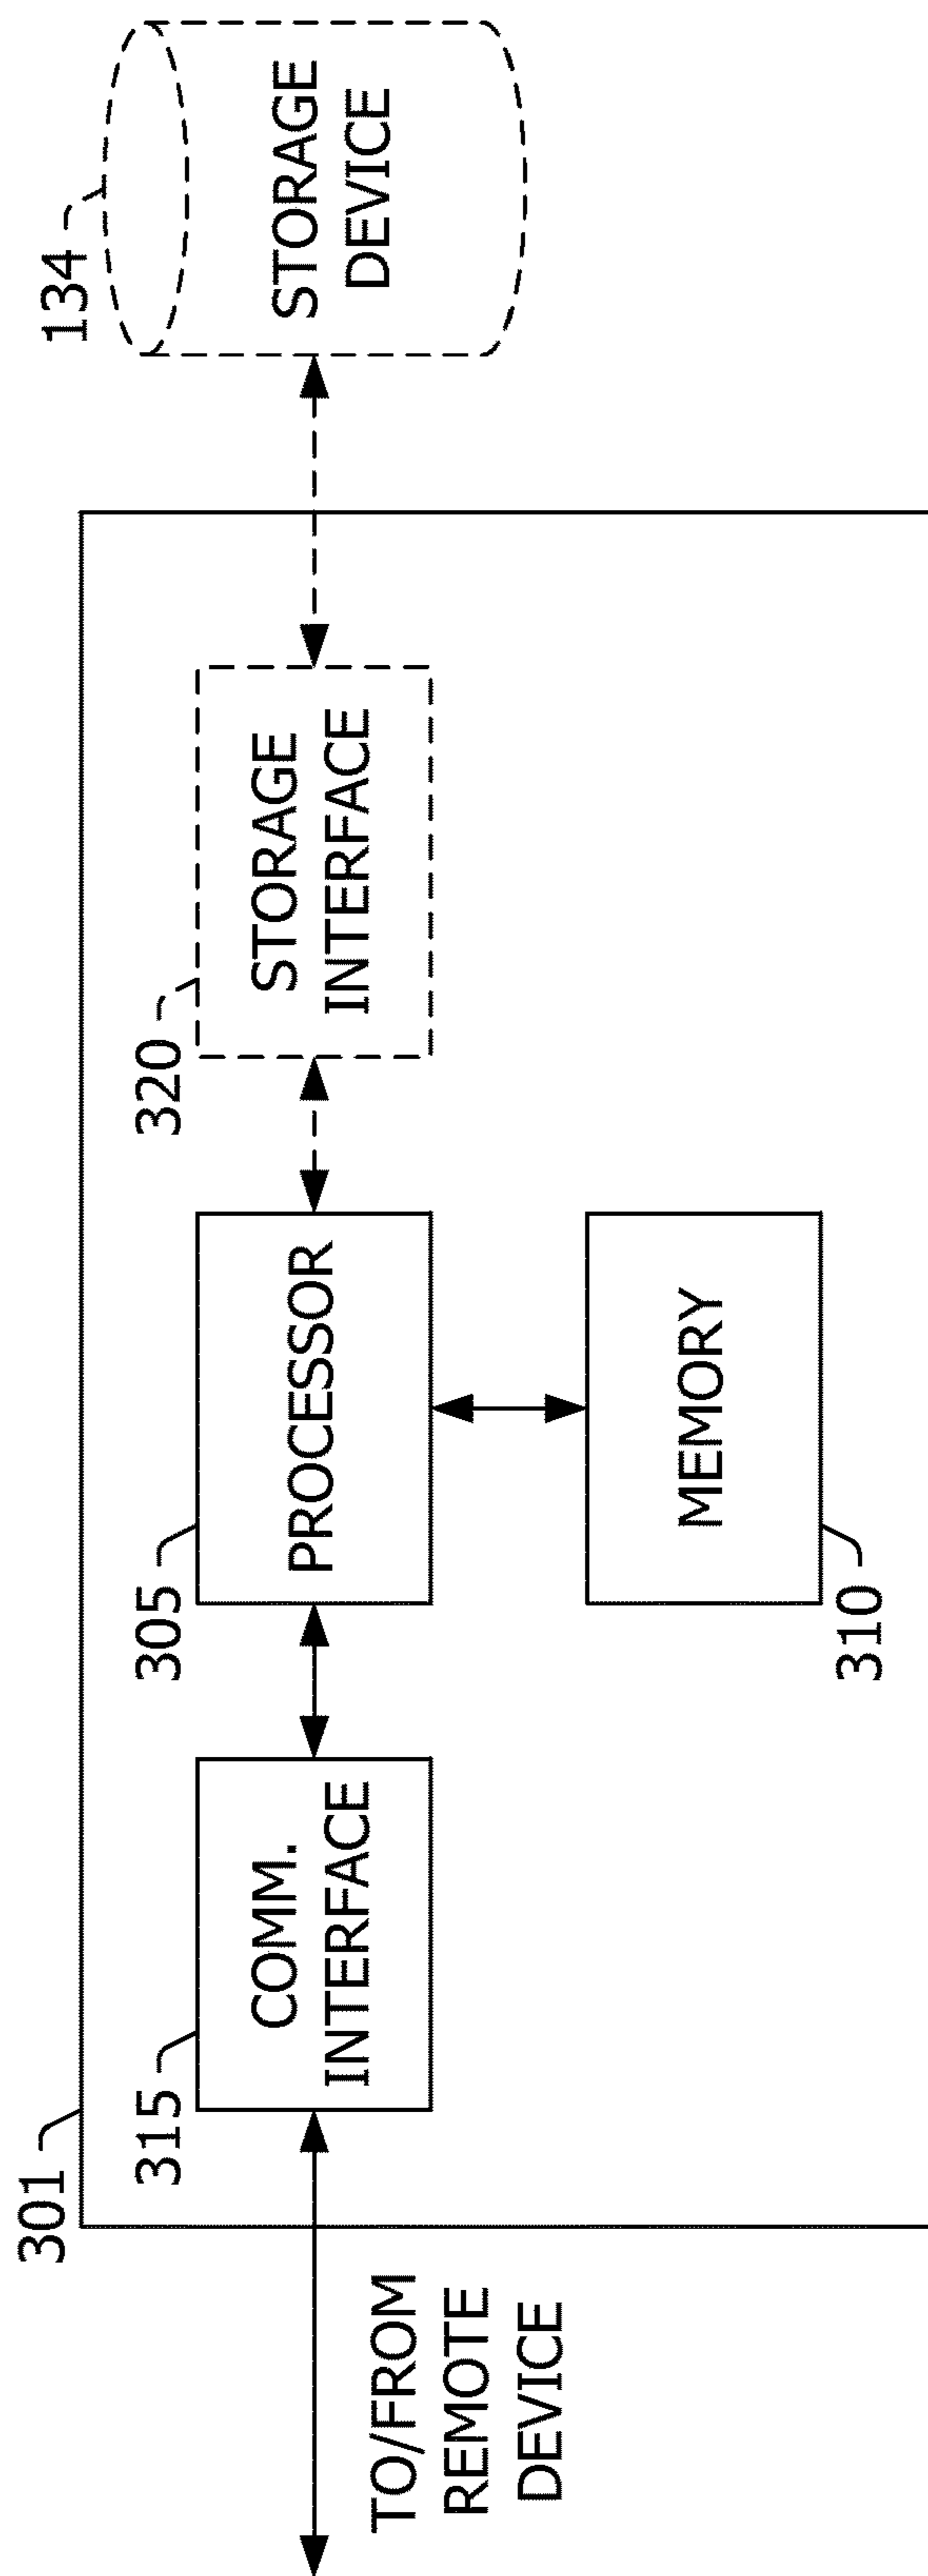 301
315
COMM.
INTERFACE
TO/FROM
REMOTE
DEVICE
305
PROCESSOR
310
MEMORY
320
STORAGE
INTERFACE
134
STORAGE
DEVICE